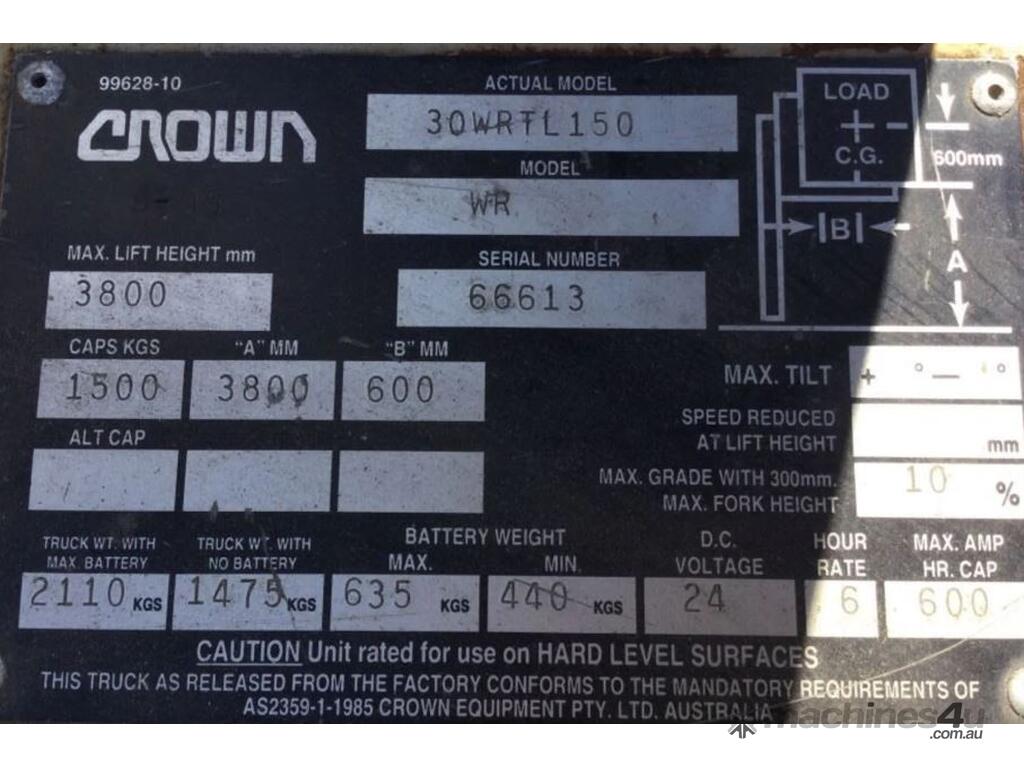 99628-10
CROWN
ACTUAL MODEL
30WRTL150
MODEL
WR
MAX. LIFT HEIGHT mm
3800
SERIAL NUMBER
66613
LOAD
+
C.G.
600mm
B
A
CAPS KGS "A" MM "B" MM
1500 3800 600
ALT CAP
MAX. TILT + ° — °
SPEED REDUCED
AT LIFT HEIGHT mm
MAX. GRADE WITH 300mm.
MAX. FORK HEIGHT 10 %
TRUCK WT. WITH
MAX. BATTERY
2110 KGS
TRUCK WT. WITH
NO BATTERY
1475 KGS
BATTERY WEIGHT
MAX. MIN.
635 KGS 440 KGS
D.C.
VOLTAGE
24
HOUR
RATE
6
MAX. AMP
HR. CAP
600
CAUTION Unit rated for use on HARD LEVEL SURFACES
THIS TRUCK AS RELEASED FROM THE FACTORY CONFORMS TO THE MANDATORY REQUIREMENTS OF
AS2359-1-1985 CROWN EQUIPMENT PTY. LTD. AUSTRALIA
machines4u
.com.au